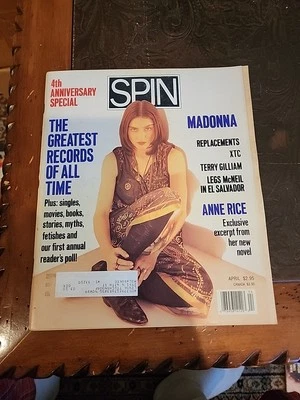 4th
ANNIVERSARY
SPECIAL
SPIN
THE
GREATEST
RECORDS
OF ALL
TIME
Plus: singles,
movies, books,
stories, myths,
fetishes and
our first annual
reader's poll!
MADONNA
REPLACEMENTS
XTC
TERRY GILLIAM
LEGS McNEIL
IN EL SALVADOR
ANNE RICE
Exclusive
excerpt from
her new
novel
APRIL $2.95